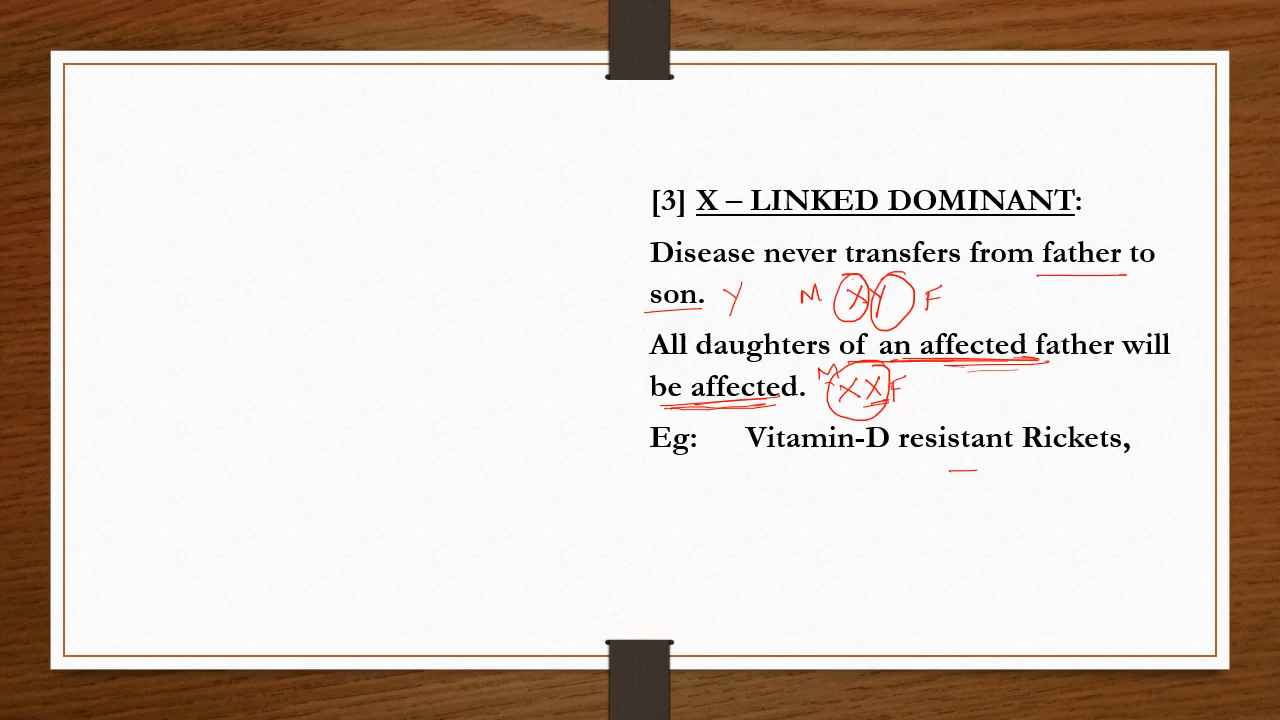 [3] X – LINKED DOMINANT:
Disease never transfers from father to
son. Y M XY F
All daughters of an affected father will
be affected. M XX F
Eg: Vitamin-D resistant Rickets,